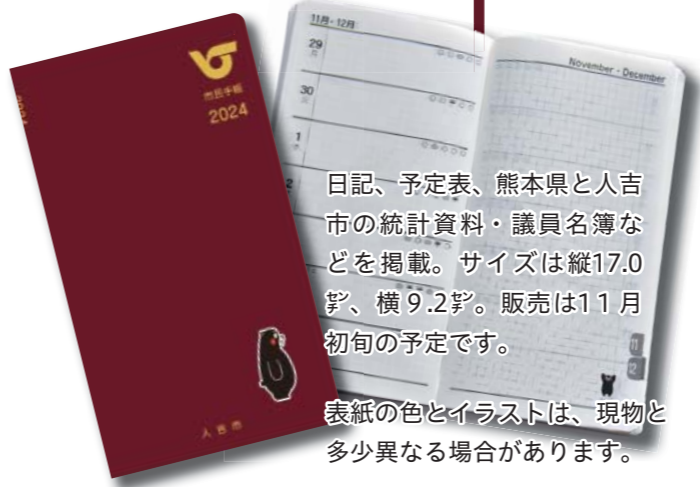 市民手帳
2024
人吉市
11月・12月
29
30
1
2
November・December
11
12
日記、予定表、熊本県と人吉
市の統計資料・議員名簿な
どを掲載。サイズは縦17.0
㌢、横9.2㌢。販売は11月
初旬の予定です。
表紙の色とイラストは、現物と
多少異なる場合があります。